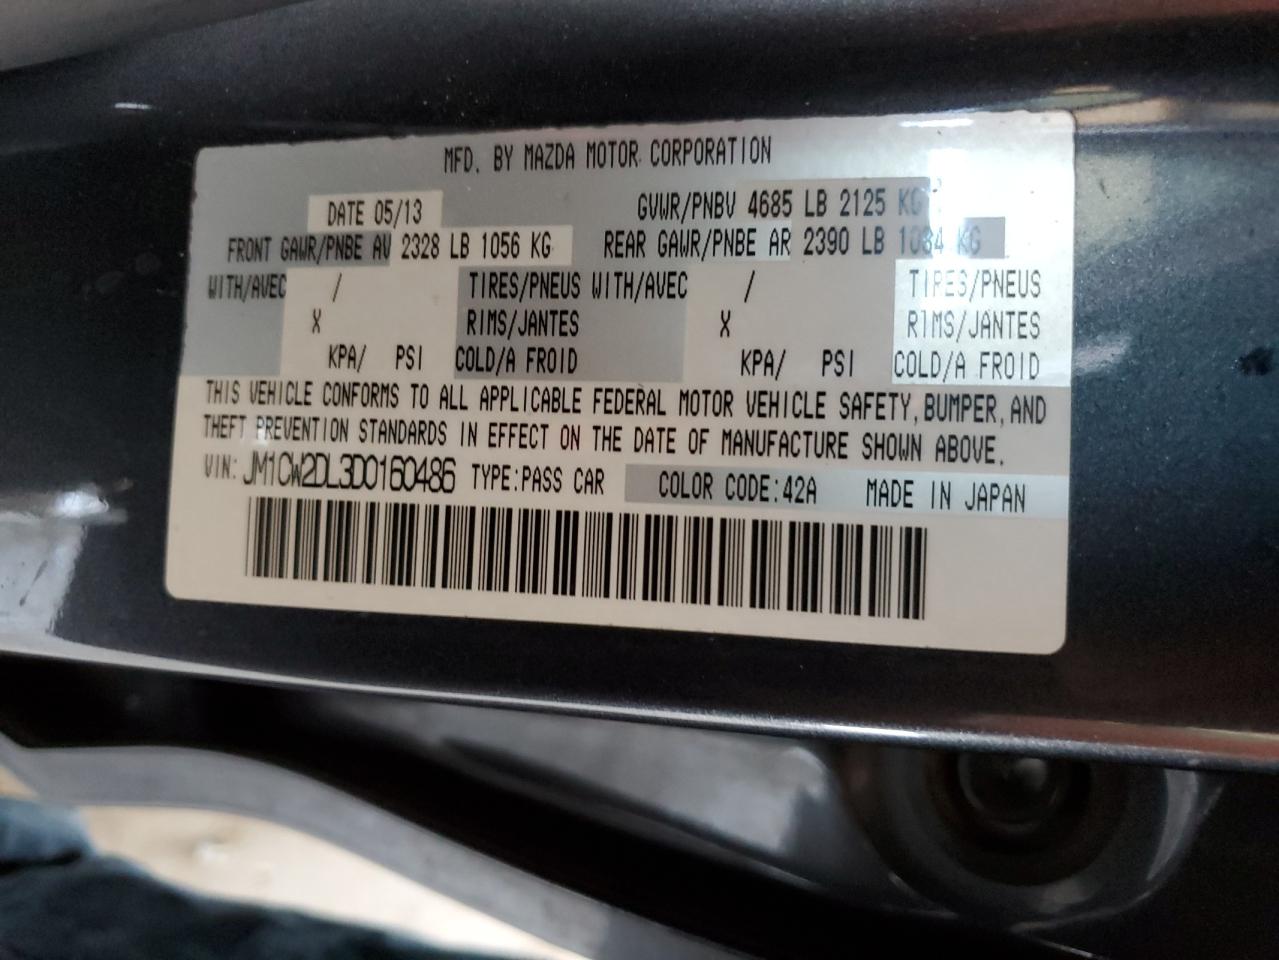 MFD. BY MAZDA MOTOR CORPORATION
DATE 05/13 GVWR/PNBV 4685 LB 2125 KG
FRONT GAWR/PNBE AV 2328 LB 1056 KG REAR GAWR/PNBE AR 2390 LB 1084 KG
WITH/AVEC / TIRES/PNEUS WITH/AVEC / TIRES/PNEUS
X RIMS/JANTES X RIMS/JANTES
KPA/ PSI COLD/A FROID KPA/ PSI COLD/A FROID
THIS VEHICLE CONFORMS TO ALL APPLICABLE FEDERAL MOTOR VEHICLE SAFETY, BUMPER, AND
THEFT PREVENTION STANDARDS IN EFFECT ON THE DATE OF MANUFACTURE SHOWN ABOVE.
VIN: JM1CW2DL3D0160486 TYPE:PASS CAR COLOR CODE:42A MADE IN JAPAN